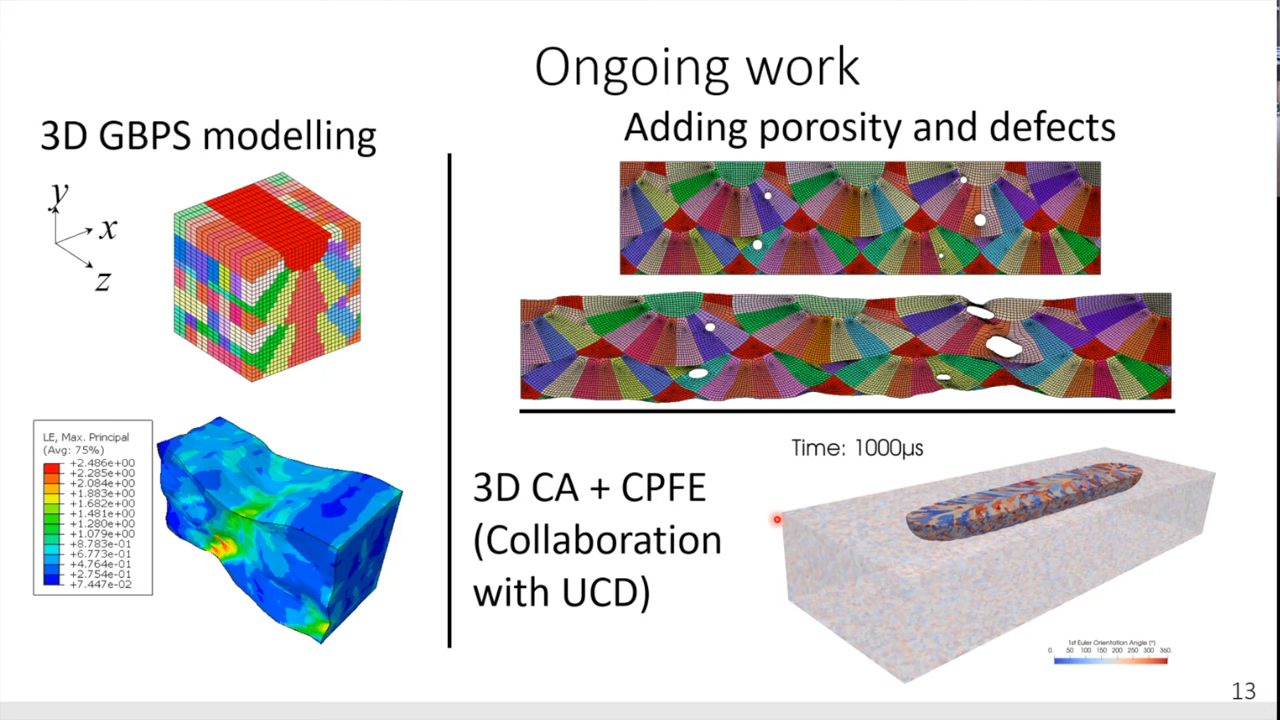 Ongoing work
3D GBPS modelling
y
x
z
LE, Max. Principal
(Avg: 75%)
+2.486e+00
+2.285e+00
+2.084e+00
+1.883e+00
+1.682e+00
+1.481e+00
+1.280e+00
+1.079e+00
+8.783e-01
+6.773e-01
+4.764e-01
+2.754e-01
+7.447e-02
Adding porosity and defects
3D CA + CPFE
(Collaboration
with UCD)
Time: 1000µs
1st Euler Orientation Angle (°)
0. 50 100 150 200 250 300 360.
13